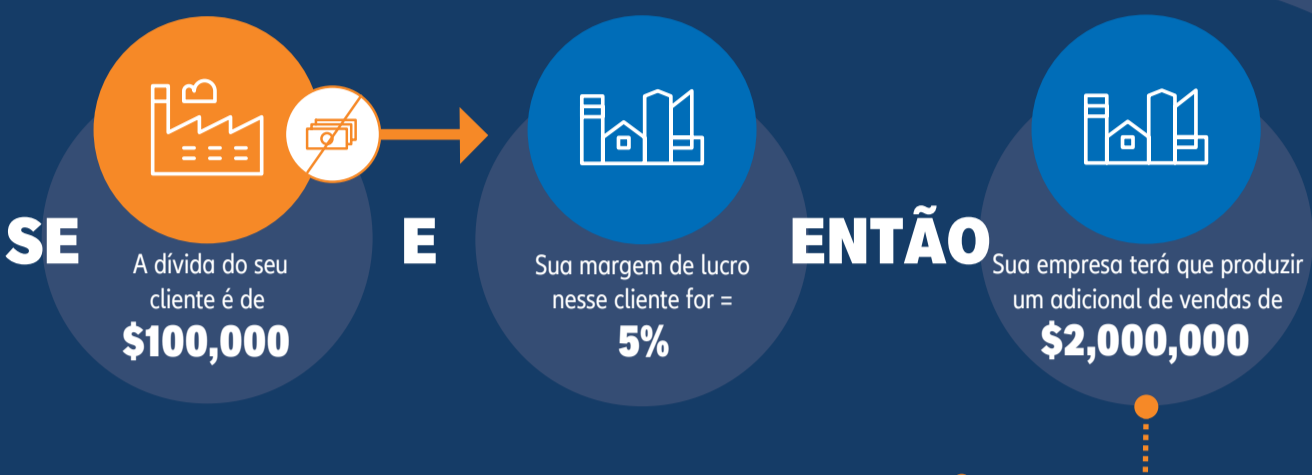 SE
A dívida do seu
cliente é de
$100,000
E
Sua margem de lucro
nesse cliente for =
5%
ENTÃO
Sua empresa terá que produzir
um adicional de vendas de
$2,000,000